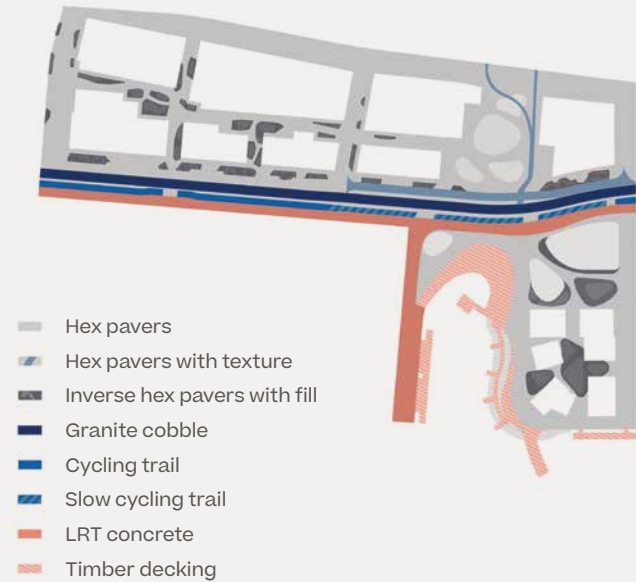 Hex pavers
Hex pavers with texture
Inverse hex pavers with fill
Granite cobble
Cycling trail
Slow cycling trail
LRT concrete
Timber decking